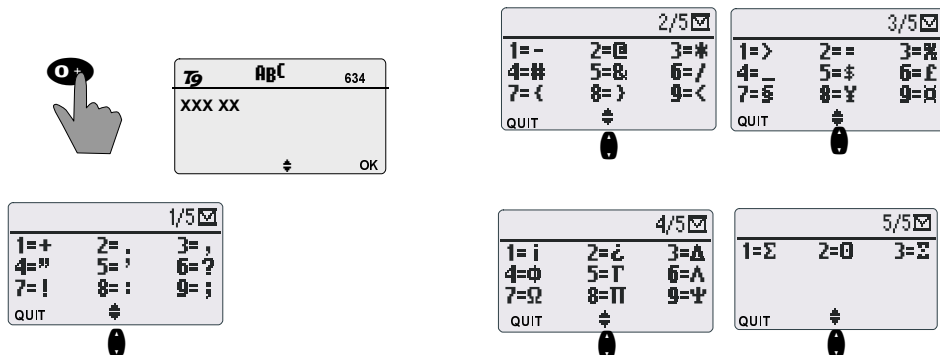 0 +
T9 ABC 634
XXX XX
OK
1/5
1=+ 2= . 3= ,
4=" 5= ' 6= ?
7= ! 8= : 9= ;
QUIT
2/5
1= - 2=@ 3=*
4=# 5=& 6= /
7= ( 8= ) 9=<
QUIT
3/5
1=> 2= = 3=%
4=_ 5=$ 6=£
7=§ 8=¥ 9=¤
QUIT
4/5
1= ¡ 2=¿ 3=Δ
4=Φ 5=Γ 6=Λ
7=Ω 8=Π 9=Ψ
QUIT
5/5
1=Σ 2=Θ 3=Ξ
QUIT